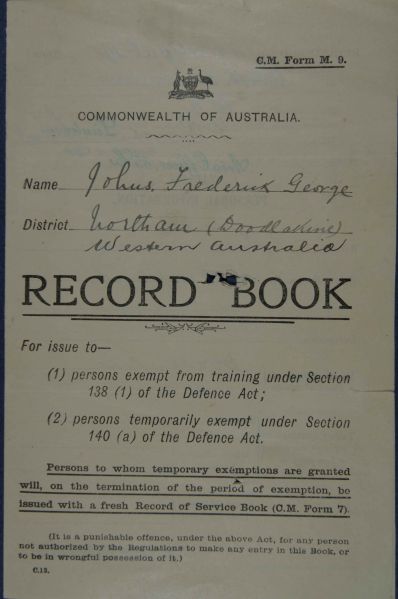 C.M. Form M. 9.
COMMONWEALTH OF AUSTRALIA.
Name Johns, Frederick George
District Northam (Doodlakine)
Western Australia
RECORD BOOK
For issue to—
(1) persons exempt from training under Section
138 (1) of the Defence Act;
(2) persons temporarily exempt under Section
140 (a) of the Defence Act.
Persons to whom temporary exemptions are granted
will, on the termination of the period of exemption, be
issued with a fresh Record of Service Book (C.M. Form 7).
(It is a punishable offence, under the above Act, for any person
not authorized by the Regulations to make any entry in this Book, or
to be in wrongful possession of it.)
C.13.